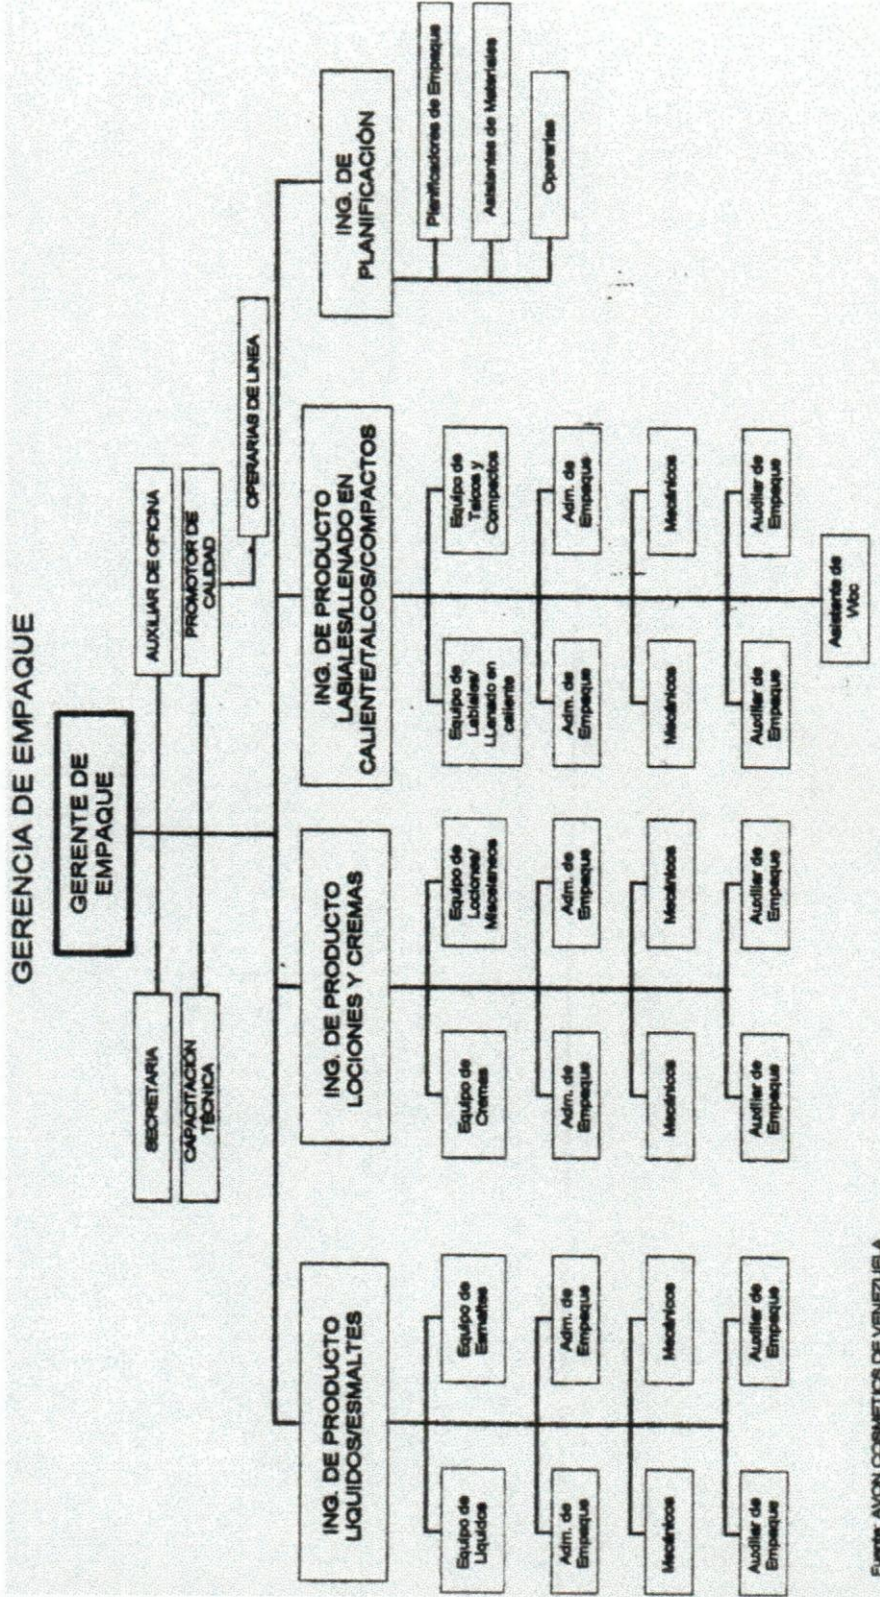 GERENCIA DE EMPAQUE
GERENTE DE
EMPAQUE
SECRETARIA
AUXILIAR DE OFICINA
CAPACITACIÓN
TÉCNICA
PROMOTOR DE
CALIDAD
OPERARIAS DE LINEA
ING. DE PRODUCTO
LIQUIDOS/ESMALTES
Equipo de
Liquidos
Equipo de
Esmaltes
Adm. de
Empaque
Adm. de
Empaque
Mecánicos
Mecánicos
Auxiliar de
Empaque
Auxiliar de
Empaque
ING. DE PRODUCTO
LOCIONES Y CREMAS
Equipo de
Cremas
Equipo de
Lociones/
Misceláneos
Adm. de
Empaque
Adm. de
Empaque
Mecánicos
Mecánicos
Auxiliar de
Empaque
Auxiliar de
Empaque
ING. DE PRODUCTO
LABIALES/LLENADO EN
CALIENTE/TALCOS/COMPACTOS
Equipo de
Labiales/
LLenado en
caliente
Equipo de
Talcos y
Compactos
Adm. de
Empaque
Adm. de
Empaque
Mecánicos
Mecánicos
Auxiliar de
Empaque
Auxiliar de
Empaque
Asistente de
ING. DE
PLANIFICACIÓN
Planificadores de Empaque
Asistentes de Materiales
Operarias
Fuente: AVON COSMETICS DE VENEZUELA